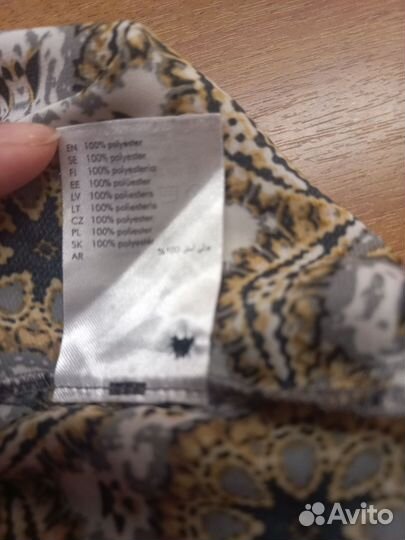 EN 100% polyester
SE 100% polyester
FI 100% polyesteria
EE 100% polüester
LV 100% poliesters
LT 100% poliesteris
CZ 100% polyester
PL 100% poliester
SK 100% polyester
AR %100
Avito